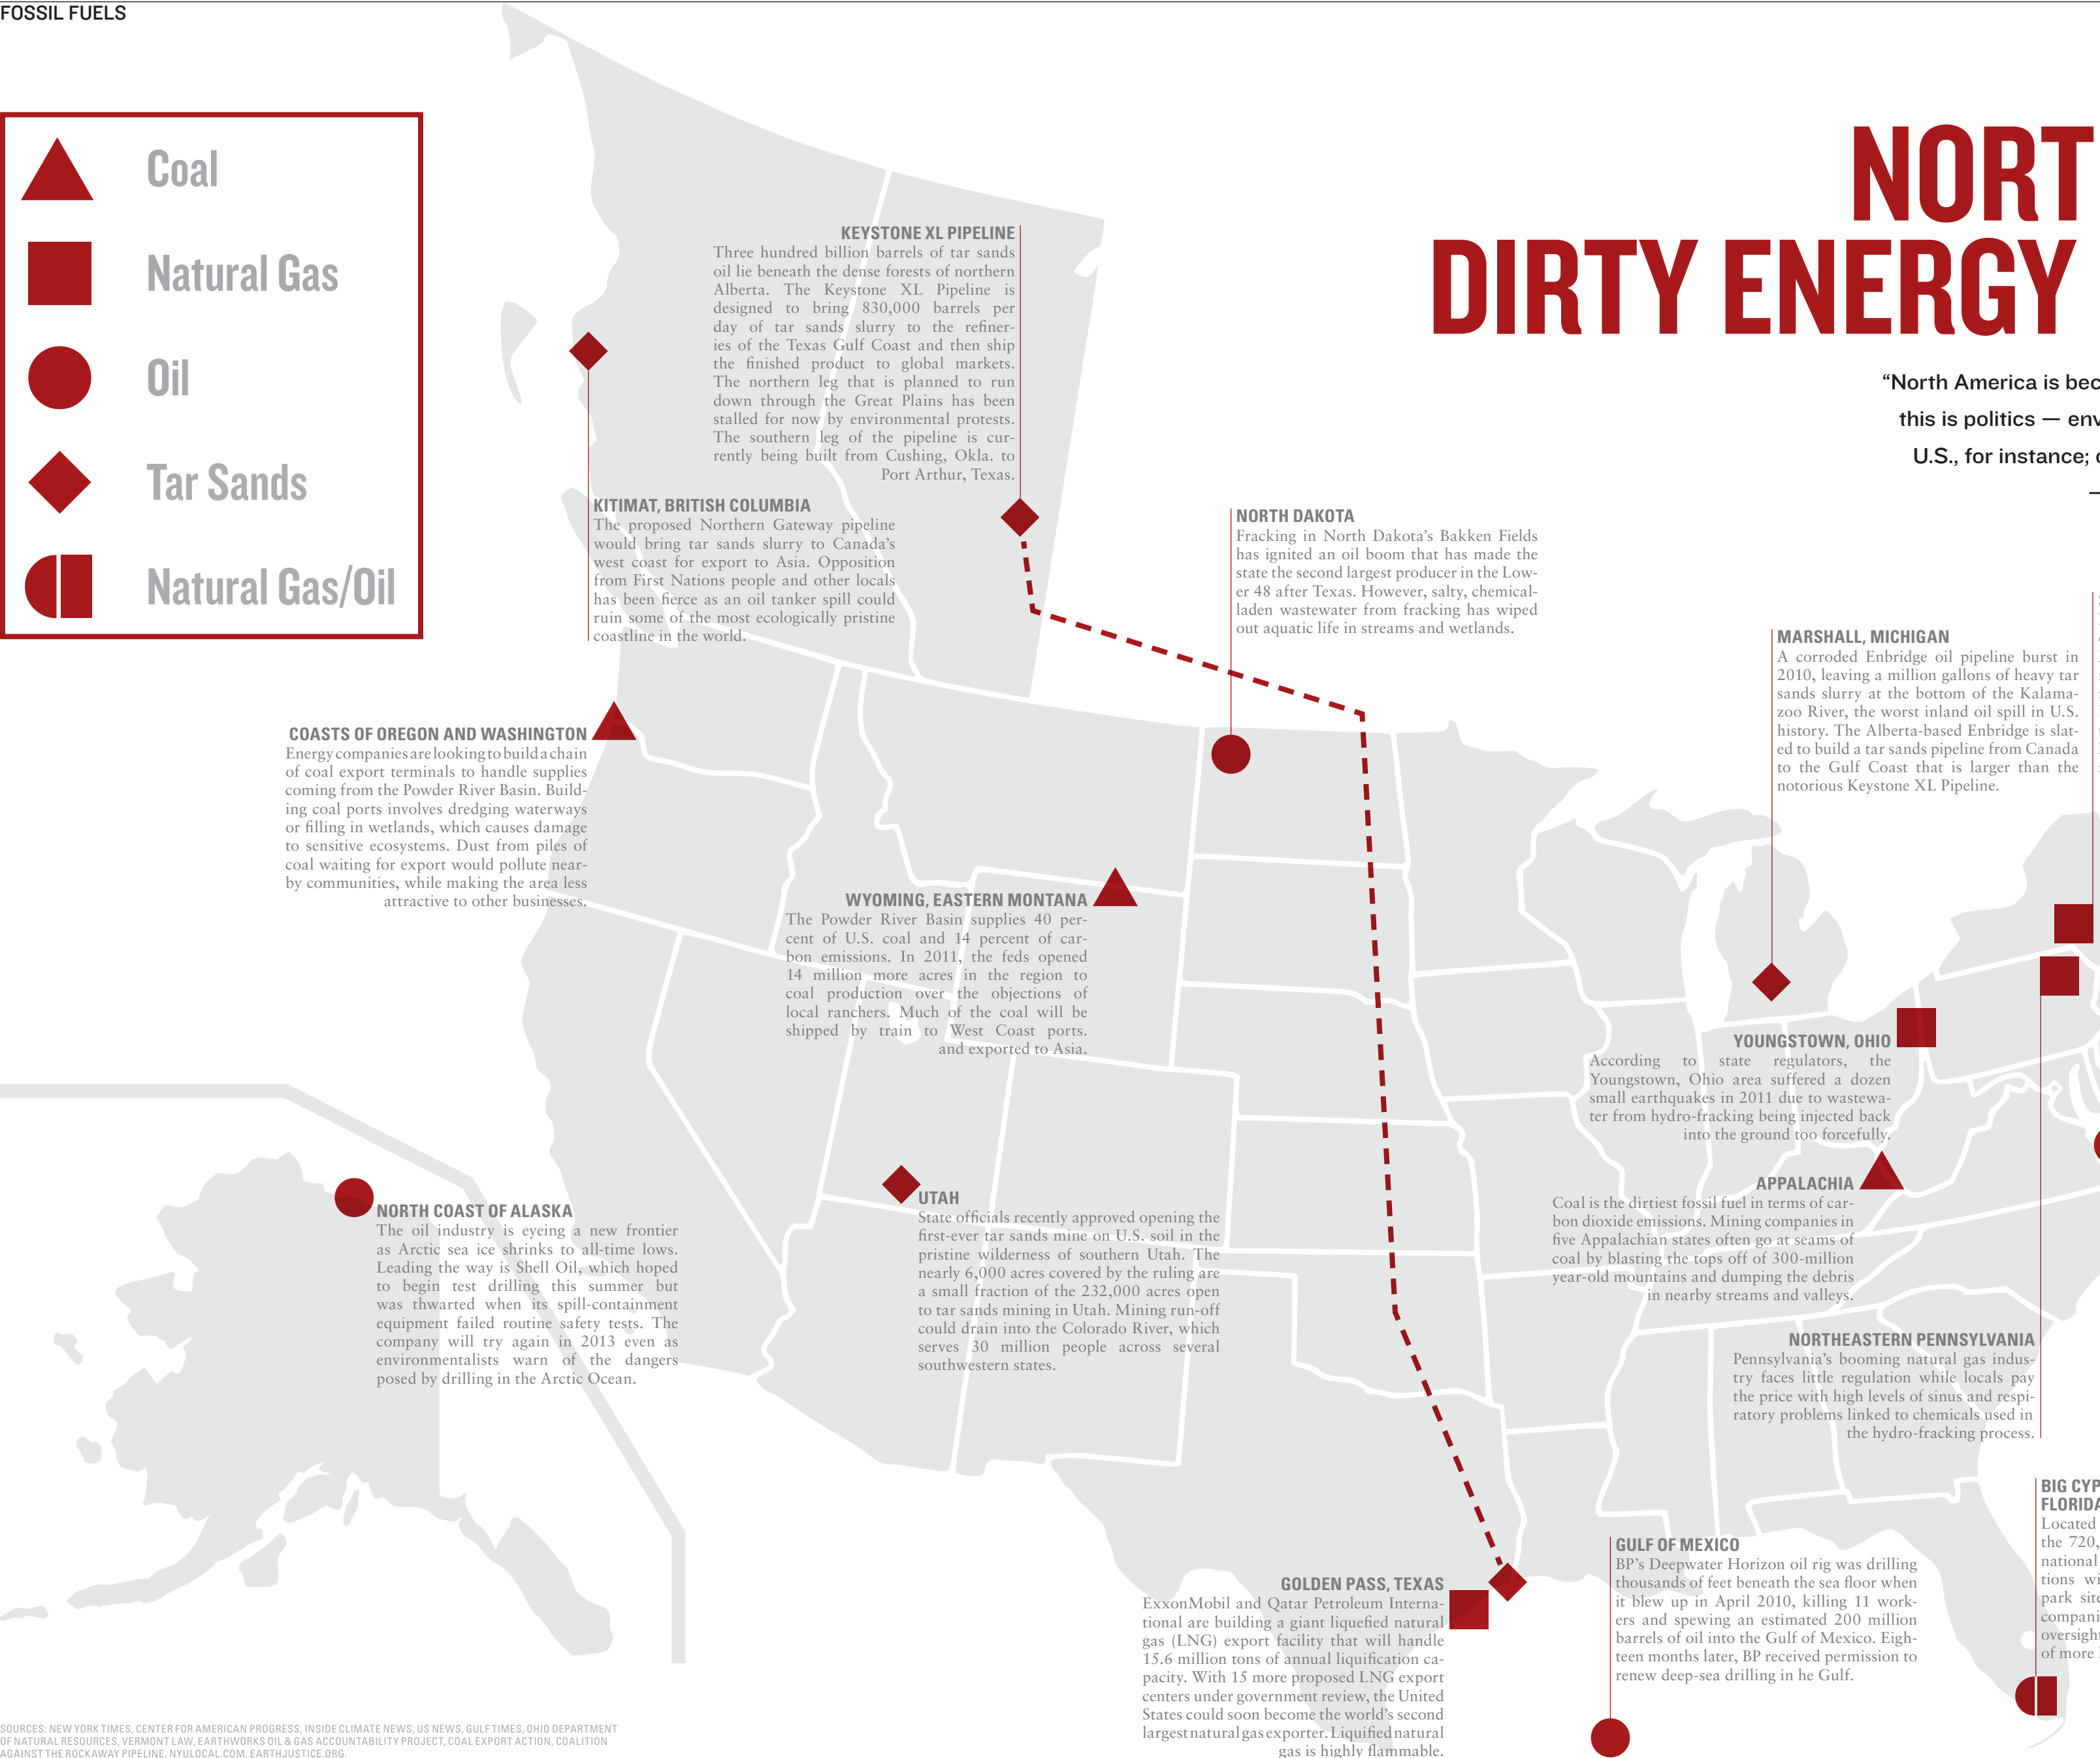 FOSSIL FUELS
Coal
Natural Gas
Oil
Tar Sands
Natural Gas/Oil
NORT
DIRTY ENERGY
“North America is bec
this is politics — env
U.S., for instance;
KEYSTONE XL PIPELINE
Three hundred billion barrels of tar sands
oil lie beneath the dense forests of northern
Alberta. The Keystone XL Pipeline is
designed to bring 830,000 barrels per
day of tar sands slurry to the refiner-
ies of the Texas Gulf Coast and then ship
the finished product to global markets.
The northern leg that is planned to run
down through the Great Plains has been
stalled for now by environmental protests.
The southern leg of the pipeline is cur-
rently being built from Cushing, Okla. to
Port Arthur, Texas.
KITIMAT, BRITISH COLUMBIA
The proposed Northern Gateway pipeline
would bring tar sands slurry to Canada’s
west coast for export to Asia. Opposition
from First Nations people and other locals
has been fierce as an oil tanker spill could
ruin some of the most ecologically pristine
coastline in the world.
NORTH DAKOTA
Fracking in North Dakota’s Bakken Fields
has ignited an oil boom that has made the
state the second largest producer in the Low-
er 48 after Texas. However, salty, chemical-
laden wastewater from fracking has wiped
out aquatic life in streams and wetlands.
MARSHALL, MICHIGAN
A corroded Enbridge oil pipeline burst in
2010, leaving a million gallons of heavy tar
sands slurry at the bottom of the Kalama-
zoo River, the worst inland oil spill in U.S.
history. The Alberta-based Enbridge is slat-
ed to build a tar sands pipeline from Canada
to the Gulf Coast that is larger than the
notorious Keystone XL Pipeline.
COASTS OF OREGON AND WASHINGTON
Energy companies are looking to build a chain
of coal export terminals to handle supplies
coming from the Powder River Basin. Build-
ing coal ports involves dredging waterways
or filling in wetlands, which causes damage
to sensitive ecosystems. Dust from piles of
coal waiting for export would pollute near-
by communities, while making the area less
attractive to other businesses.
WYOMING, EASTERN MONTANA
The Powder River Basin supplies 40 per-
cent of U.S. coal and 14 percent of car-
bon emissions. In 2011, the feds opened
14 million more acres in the region to
coal production over the objections of
local ranchers. Much of the coal will be
shipped by train to West Coast ports.
and exported to Asia.
YOUNGSTOWN, OHIO
According to state regulators, the
Youngstown, Ohio area suffered a dozen
small earthquakes in 2011 due to wastewa-
ter from hydro-fracking being injected back
into the ground too forcefully.
APPALACHIA
Coal is the dirtiest fossil fuel in terms of car-
bon dioxide emissions. Mining companies in
five Appalachian states often go at seams of
coal by blasting the tops off of 300-million
year-old mountains and dumping the debris
in nearby streams and valleys.
NORTH COAST OF ALASKA
The oil industry is eyeing a new frontier
as Arctic sea ice shrinks to all-time lows.
Leading the way is Shell Oil, which hoped
to begin test drilling this summer but
was thwarted when its spill-containment
equipment failed routine safety tests. The
company will try again in 2013 even as
environmentalists warn of the dangers
posed by drilling in the Arctic Ocean.
UTAH
State officials recently approved opening the
first-ever tar sands mine on U.S. soil in the
pristine wilderness of southern Utah. The
nearly 6,000 acres covered by the ruling are
a small fraction of the 232,000 acres open
to tar sands mining in Utah. Mining run-off
could drain into the Colorado River, which
serves 30 million people across several
southwestern states.
NORTHEASTERN PENNSYLVANIA
Pennsylvania’s booming natural gas indus-
try faces little regulation while locals pay
the price with high levels of sinus and respi-
ratory problems linked to chemicals used in
the hydro-fracking process.
BIG CYP
FLORIDA
Located
the 720,
national
tions wi
park site
compani
oversight
of more
GULF OF MEXICO
BP’s Deepwater Horizon oil rig was drilling
thousands of feet beneath the sea floor when
it blew up in April 2010, killing 11 work-
ers and spewing an estimated 200 million
barrels of oil into the Gulf of Mexico. Eigh-
teen months later, BP received permission to
renew deep-sea drilling in he Gulf.
GOLDEN PASS, TEXAS
ExxonMobil and Qatar Petroleum Interna-
tional are building a giant liquefied natural
gas (LNG) export facility that will handle
15.6 million tons of annual liquification ca-
pacity. With 15 more proposed LNG export
centers under government review, the United
States could soon become the world’s second
largest natural gas exporter. Liquified natural
gas is highly flammable.
SOURCES: NEW YORK TIMES, CENTER FOR AMERICAN PROGRESS, INSIDE CLIMATE NEWS, US NEWS, GULF TIMES, OHIO DEPARTMENT
OF NATURAL RESOURCES, VERMONT LAW, EARTHWORKS OIL & GAS ACCOUNTABILITY PROJECT, COAL EXPORT ACTION, COALITION
AGAINST THE ROCKAWAY PIPELINE, NYULOCAL.COM, EARTHJUSTICE.ORG.